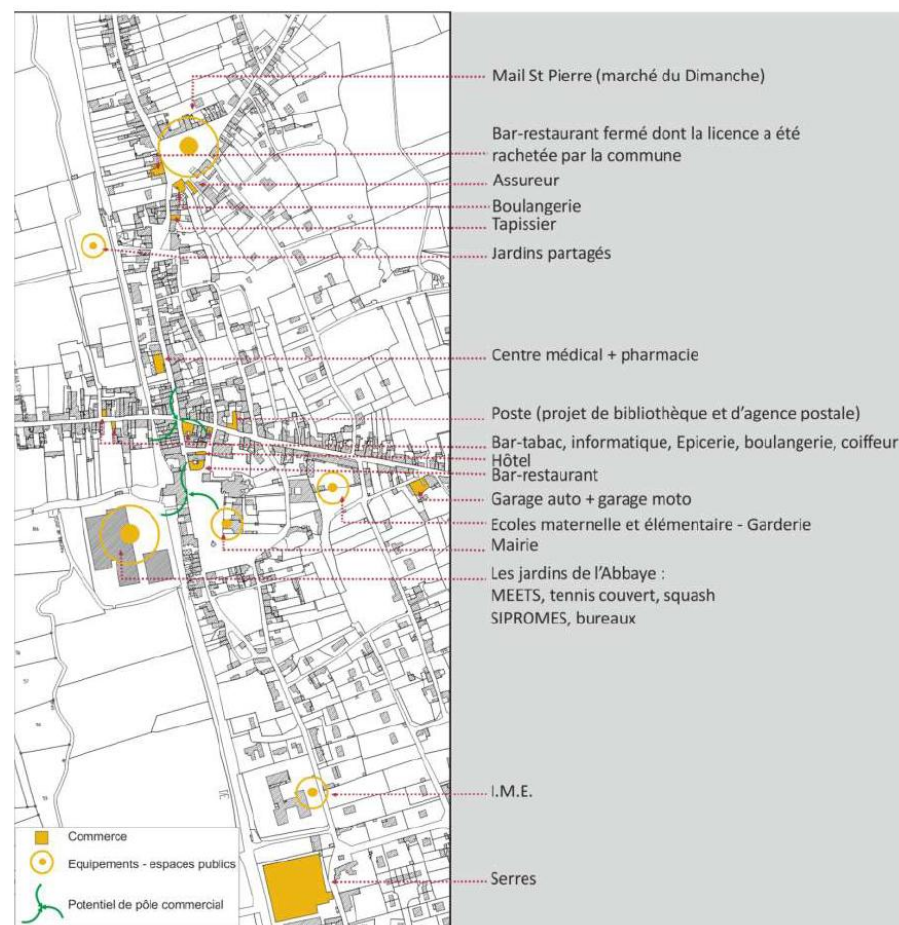 Mail St Pierre (marché du Dimanche)
Bar-restaurant fermé dont la licence a été
rachetée par la commune
Assureur
Boulangerie
Tapissier
Jardins partagés
Centre médical + pharmacie
Poste (projet de bibliothèque et d'agence postale)
Bar-tabac, informatique, Epicerie, boulangerie, coiffeur
Hôtel
Bar-restaurant
Garage auto + garage moto
Ecoles maternelle et élémentaire - Garderie
Mairie
Les jardins de l'Abbaye :
MEETS, tennis couvert, squash
SIPROMES, bureaux
I.M.E.
Serres
Commerce
Equipements - espaces publics
Potentiel de pôle commercial